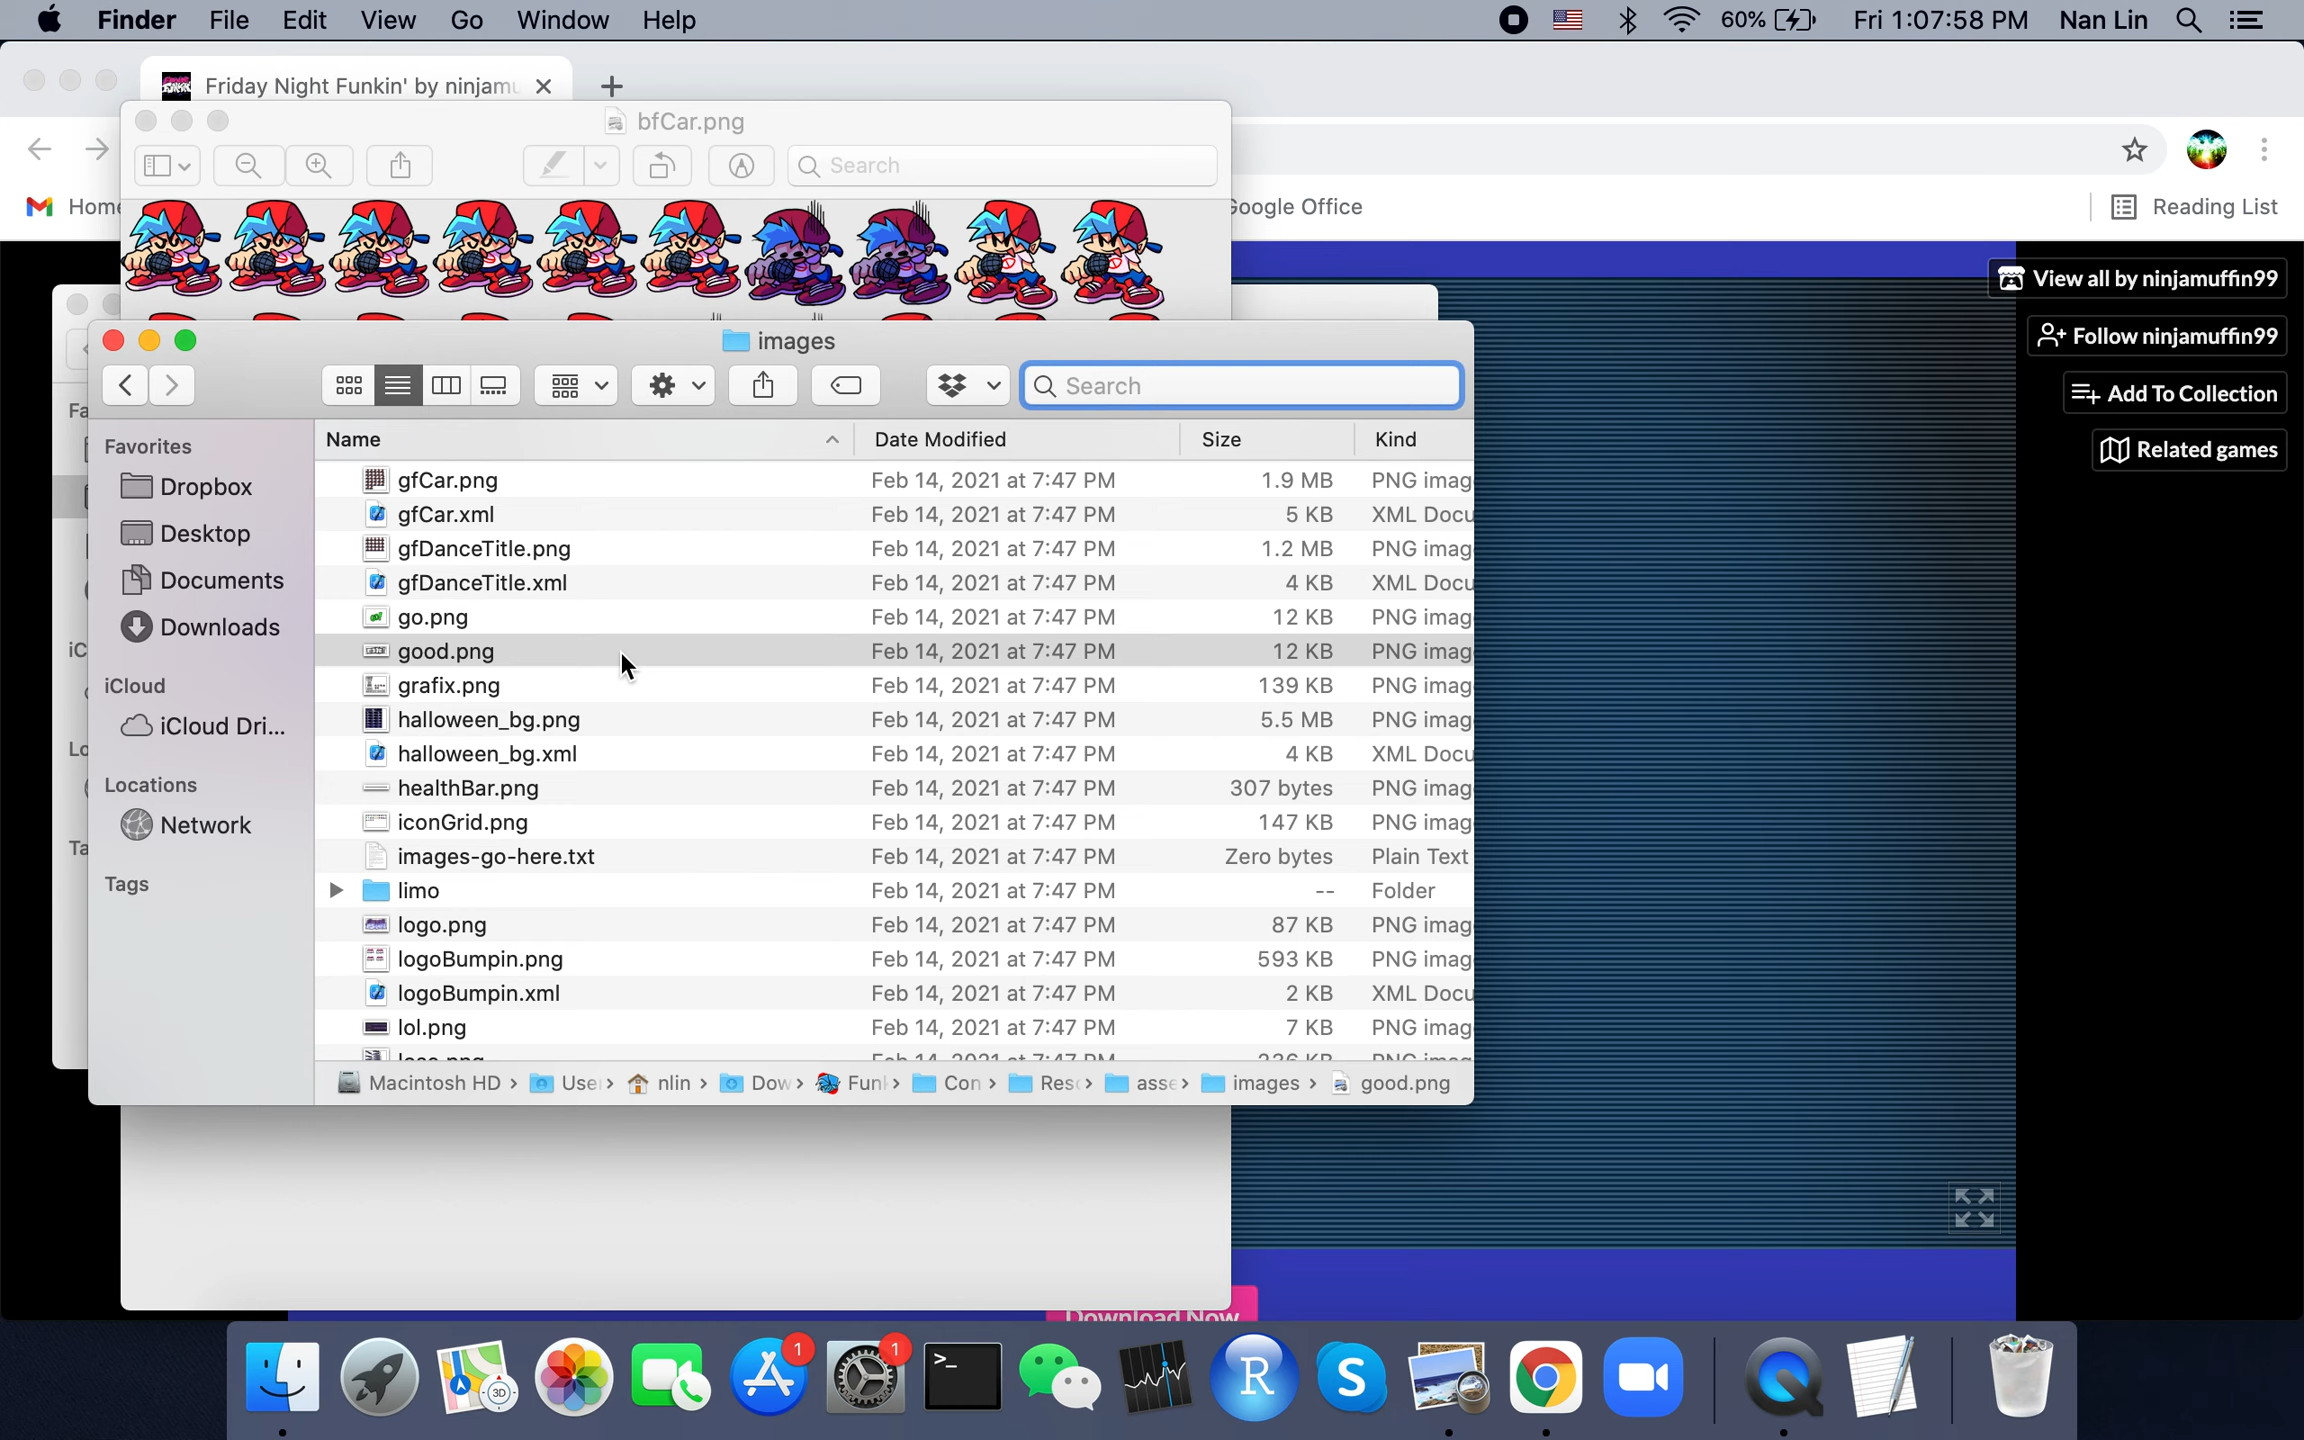 Finder File Edit View Go Window Help 60% Fri 1:07:58 PM Nan Lin
Friday Night Funkin' by ninjamu
bfCar.png
Search
Home
Google Office
Reading List
View all by ninjamuffin99
Follow ninjamuffin99
Add To Collection
Related games
images
Search
Favorites
Dropbox
Desktop
Documents
Downloads
iCloud
iCloud Dri...
Locations
Network
Tags
Name Date Modified Size Kind
gfCar.png Feb 14, 2021 at 7:47 PM 1.9 MB PNG imag
gfCar.xml Feb 14, 2021 at 7:47 PM 5 KB XML Docu
gfDanceTitle.png Feb 14, 2021 at 7:47 PM 1.2 MB PNG imag
gfDanceTitle.xml Feb 14, 2021 at 7:47 PM 4 KB XML Docu
go.png Feb 14, 2021 at 7:47 PM 12 KB PNG imag
good.png Feb 14, 2021 at 7:47 PM 12 KB PNG imag
grafix.png Feb 14, 2021 at 7:47 PM 139 KB PNG imag
halloween_bg.png Feb 14, 2021 at 7:47 PM 5.5 MB PNG imag
halloween_bg.xml Feb 14, 2021 at 7:47 PM 4 KB XML Docu
healthBar.png Feb 14, 2021 at 7:47 PM 307 bytes PNG imag
iconGrid.png Feb 14, 2021 at 7:47 PM 147 KB PNG imag
images-go-here.txt Feb 14, 2021 at 7:47 PM Zero bytes Plain Text
limo Feb 14, 2021 at 7:47 PM -- Folder
logo.png Feb 14, 2021 at 7:47 PM 87 KB PNG imag
logoBumpin.png Feb 14, 2021 at 7:47 PM 593 KB PNG imag
logoBumpin.xml Feb 14, 2021 at 7:47 PM 2 KB XML Docu
lol.png Feb 14, 2021 at 7:47 PM 7 KB PNG imag
Macintosh HD › Use › nlin › Dow › Fun › Con › Res › asse › images › good.png
Download Now
1
1
3D
R
S